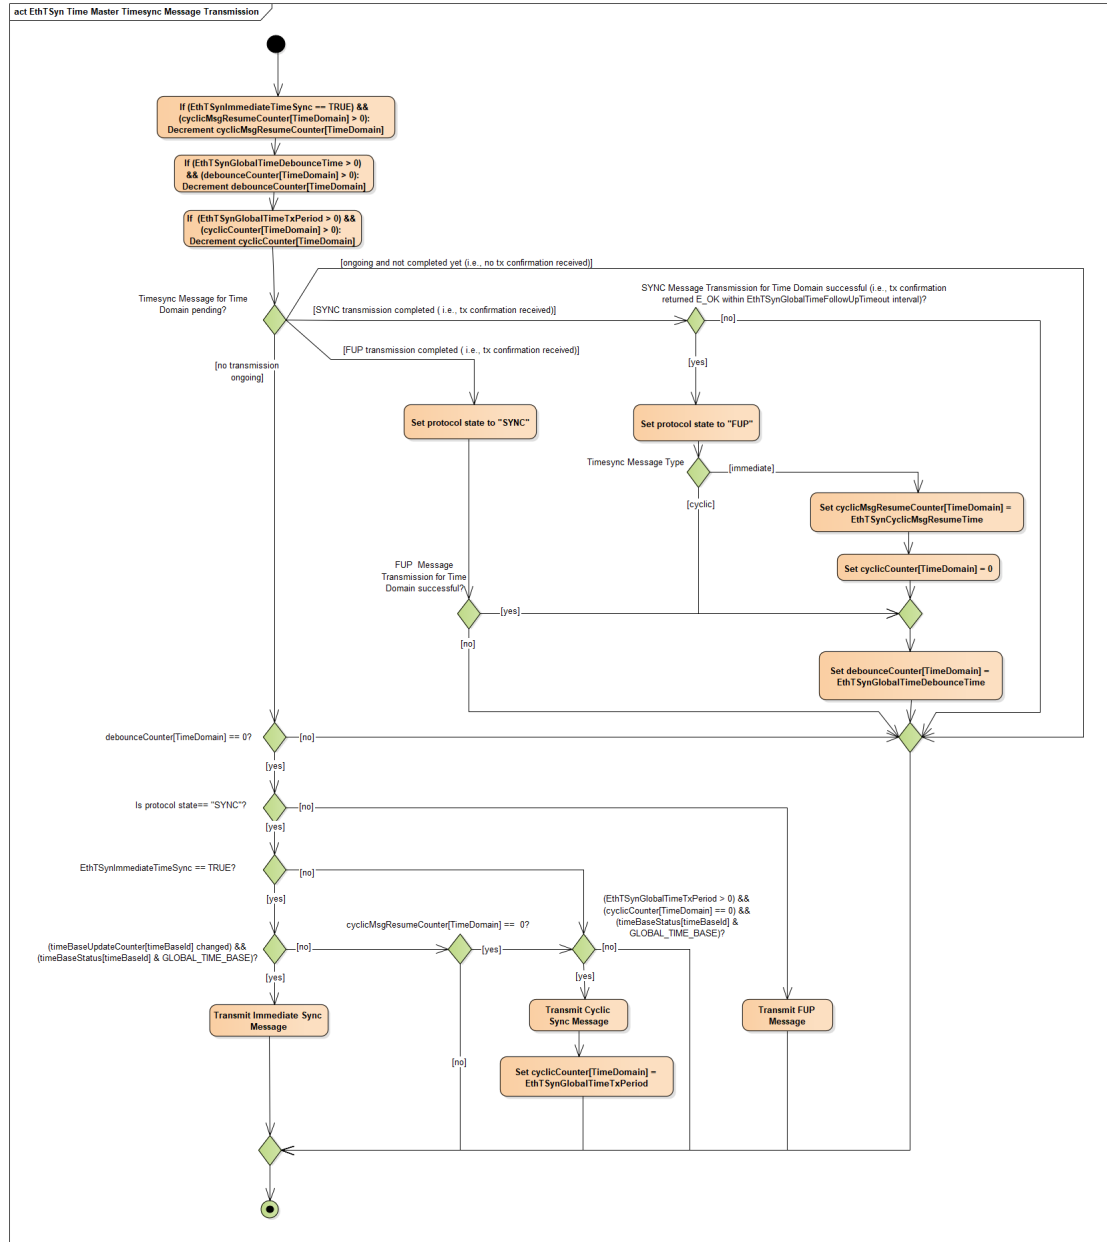 act EthTSyn Time Master Timesync Message Transmission
If (EthTSynImmediateTimeSync == TRUE) &&
(cyclicMsgResumeCounter[TimeDomain] > 0):
Decrement cyclicMsgResumeCounter[TimeDomain]
If (EthTSynGlobalTimeDebounceTime > 0)
&& (debounceCounter[TimeDomain] > 0):
Decrement debounceCounter[TimeDomain]
If (EthTSynGlobalTimeTxPeriod > 0) &&
(cyclicCounter[TimeDomain] > 0):
Decrement cyclicCounter[TimeDomain]
[ongoing and not completed yet (i.e., no tx confirmation received)]
Timesync Message for Time
Domain pending?
SYNC Message Transmission for Time Domain successful (i.e., tx confirmation
returned E_OK within EthTSynGlobalTimeFollowUpTimeout interval)?
[SYNC transmission completed ( i.e., tx confirmation received)]
[no]
[FUP transmission completed ( i.e., tx confirmation received)]
[no transmission
ongoing]
[yes]
Set protocol state to "SYNC"
Set protocol state to "FUP"
Timesync Message Type
[immediate]
[cyclic]
Set cyclicMsgResumeCounter[TimeDomain] =
EthTSynCyclicMsgResumeTime
Set cyclicCounter[TimeDomain] = 0
FUP Message
Transmission for Time
Domain successful?
[yes]
[no]
Set debounceCounter[TimeDomain] =
EthTSynGlobalTimeDebounceTime
debounceCounter[TimeDomain] == 0?
[no]
[yes]
Is protocol state== "SYNC"?
[no]
[yes]
EthTSynImmediateTimeSync == TRUE?
[no]
[yes]
(EthTSynGlobalTimeTxPeriod > 0) &&
(cyclicCounter[TimeDomain] == 0) &&
(timeBaseStatus[timeBaseId] &
GLOBAL_TIME_BASE)?
cyclicMsgResumeCounter[TimeDomain] == 0?
(timeBaseUpdateCounter[timeBaseId] changed) &&
(timeBaseStatus[timeBaseId] & GLOBAL_TIME_BASE)?
[no]
[yes]
[no]
[yes]
[yes]
Transmit Immediate Sync
Message
Transmit Cyclic
Sync Message
Transmit FUP
Message
[no]
Set cyclicCounter[TimeDomain] =
EthTSynGlobalTimeTxPeriod